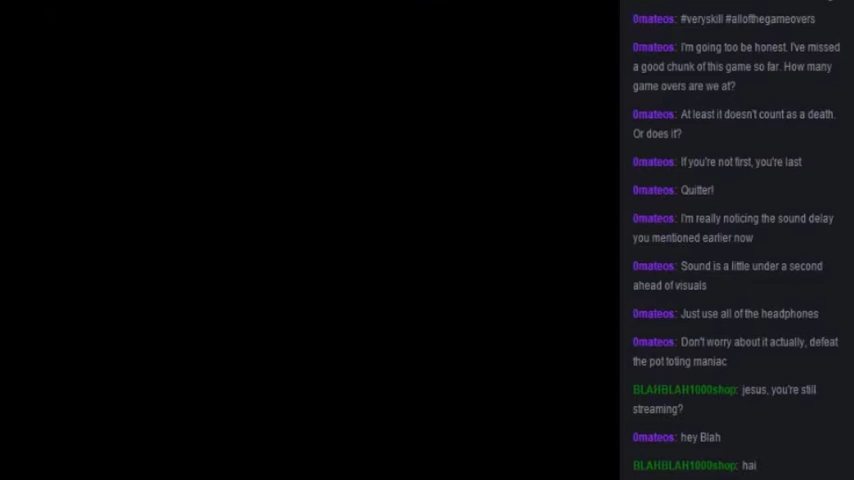 0mateos: #veryskill #allofthegameovers
0mateos: I'm going too be honest, I've missed
a good chunk of this game so far. How many
game overs are we at?
0mateos: At least it doesn't count as a death.
Or does it?
0mateos: If you're not first, you're last
0mateos: Quitter!
0mateos: I'm really noticing the sound delay
you mentioned earlier now
0mateos: Sound is a little under a second
ahead of visuals
0mateos: Just use all of the headphones
0mateos: Don't worry about it actually, defeat
the pot toting maniac
BLAHBLAH1000shop: jesus, you're still
streaming?
0mateos: hey Blah
BLAHBLAH1000shop: hai